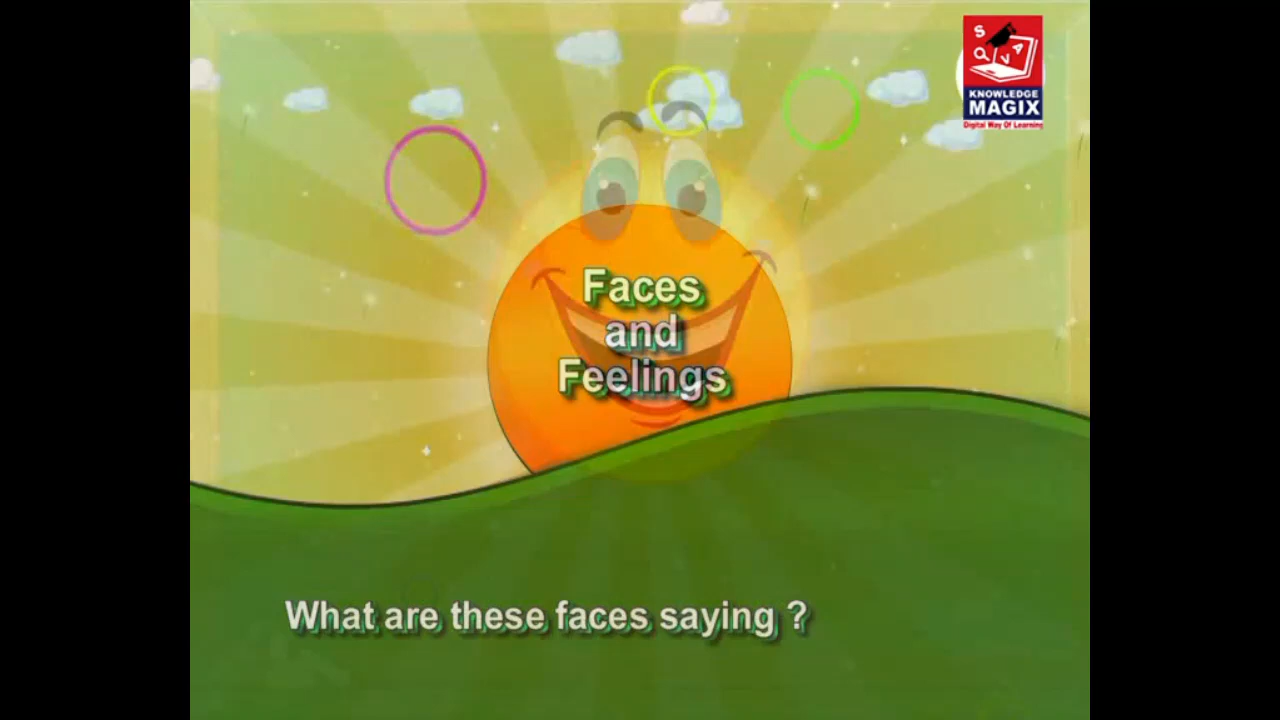 S
Q V A
KNOWLEDGE
MAGIX
Digital Way Of Learning
Faces
and
Feelings
What are these faces saying ?